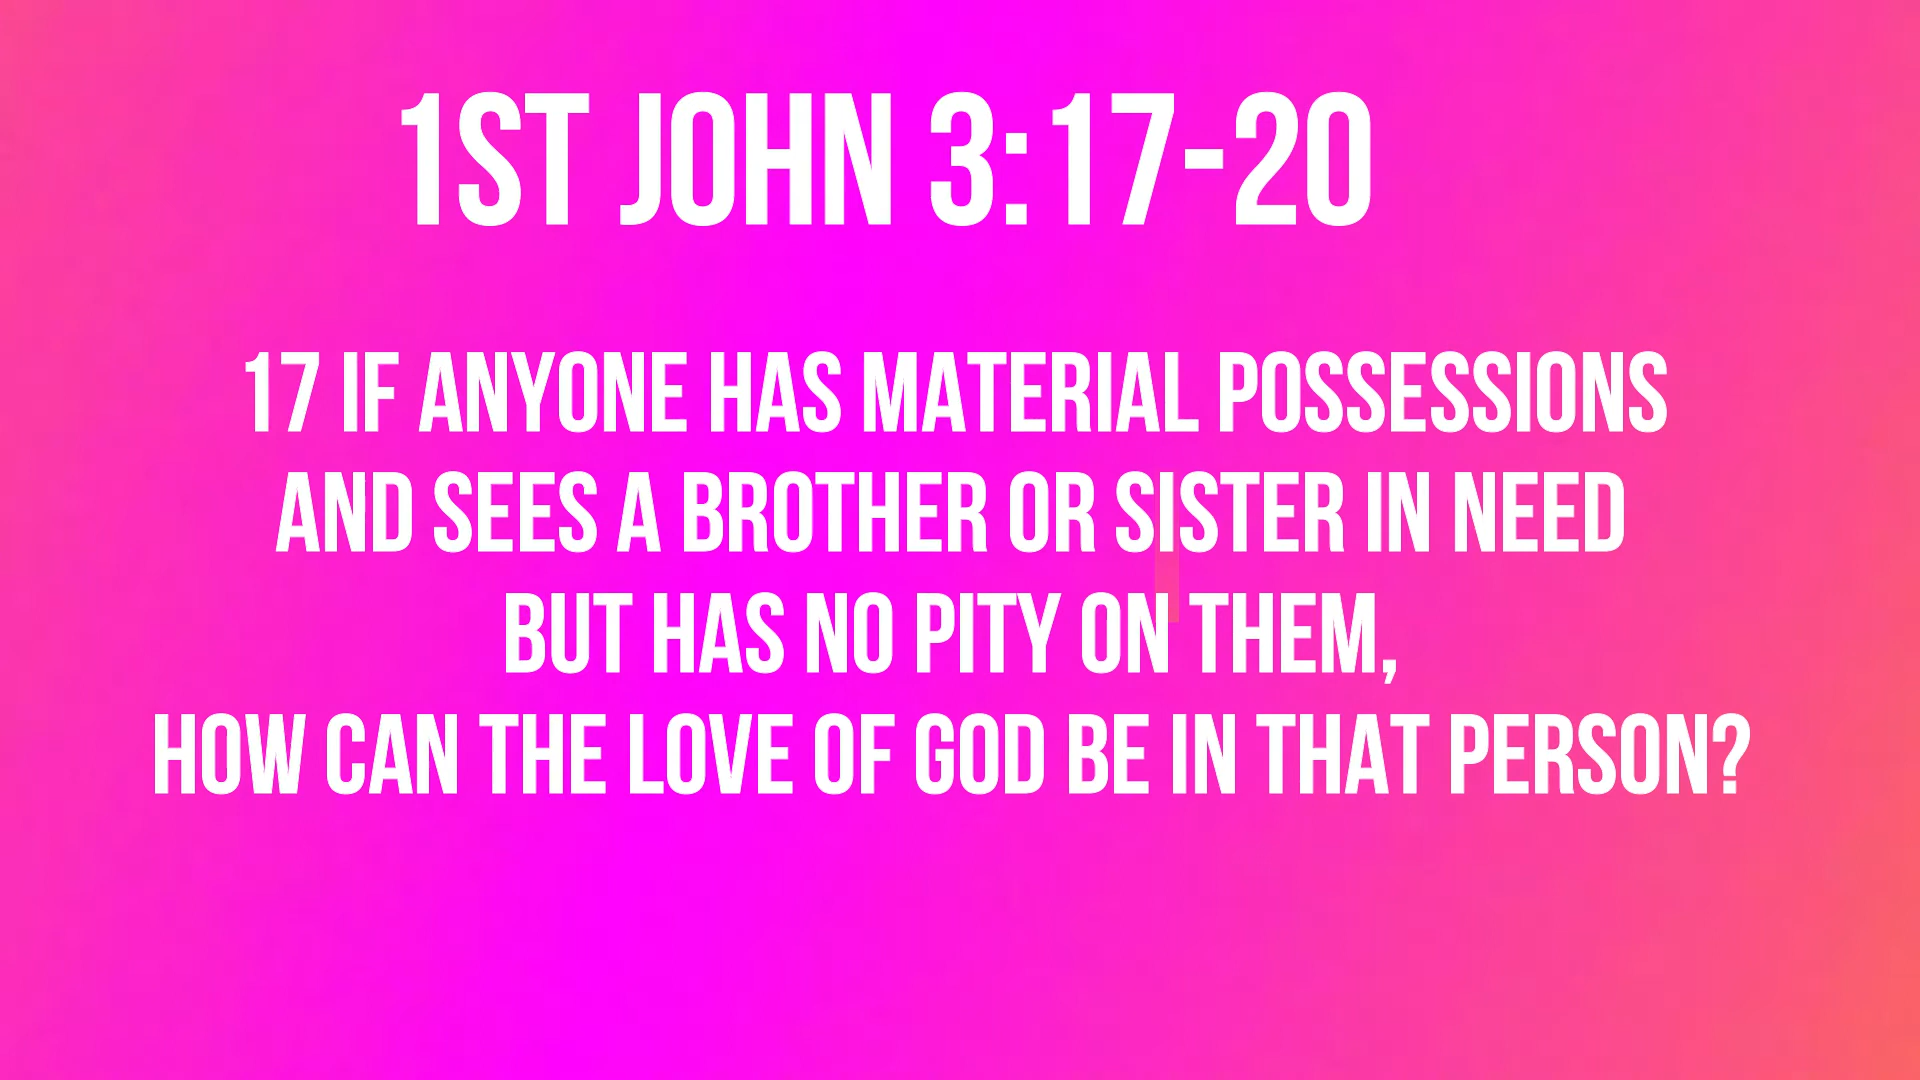 1ST JOHN 3:17-20
17 IF ANYONE HAS MATERIAL POSSESSIONS
AND SEES A BROTHER OR SISTER IN NEED
BUT HAS NO PITY ON THEM,
HOW CAN THE LOVE OF GOD BE IN THAT PERSON?